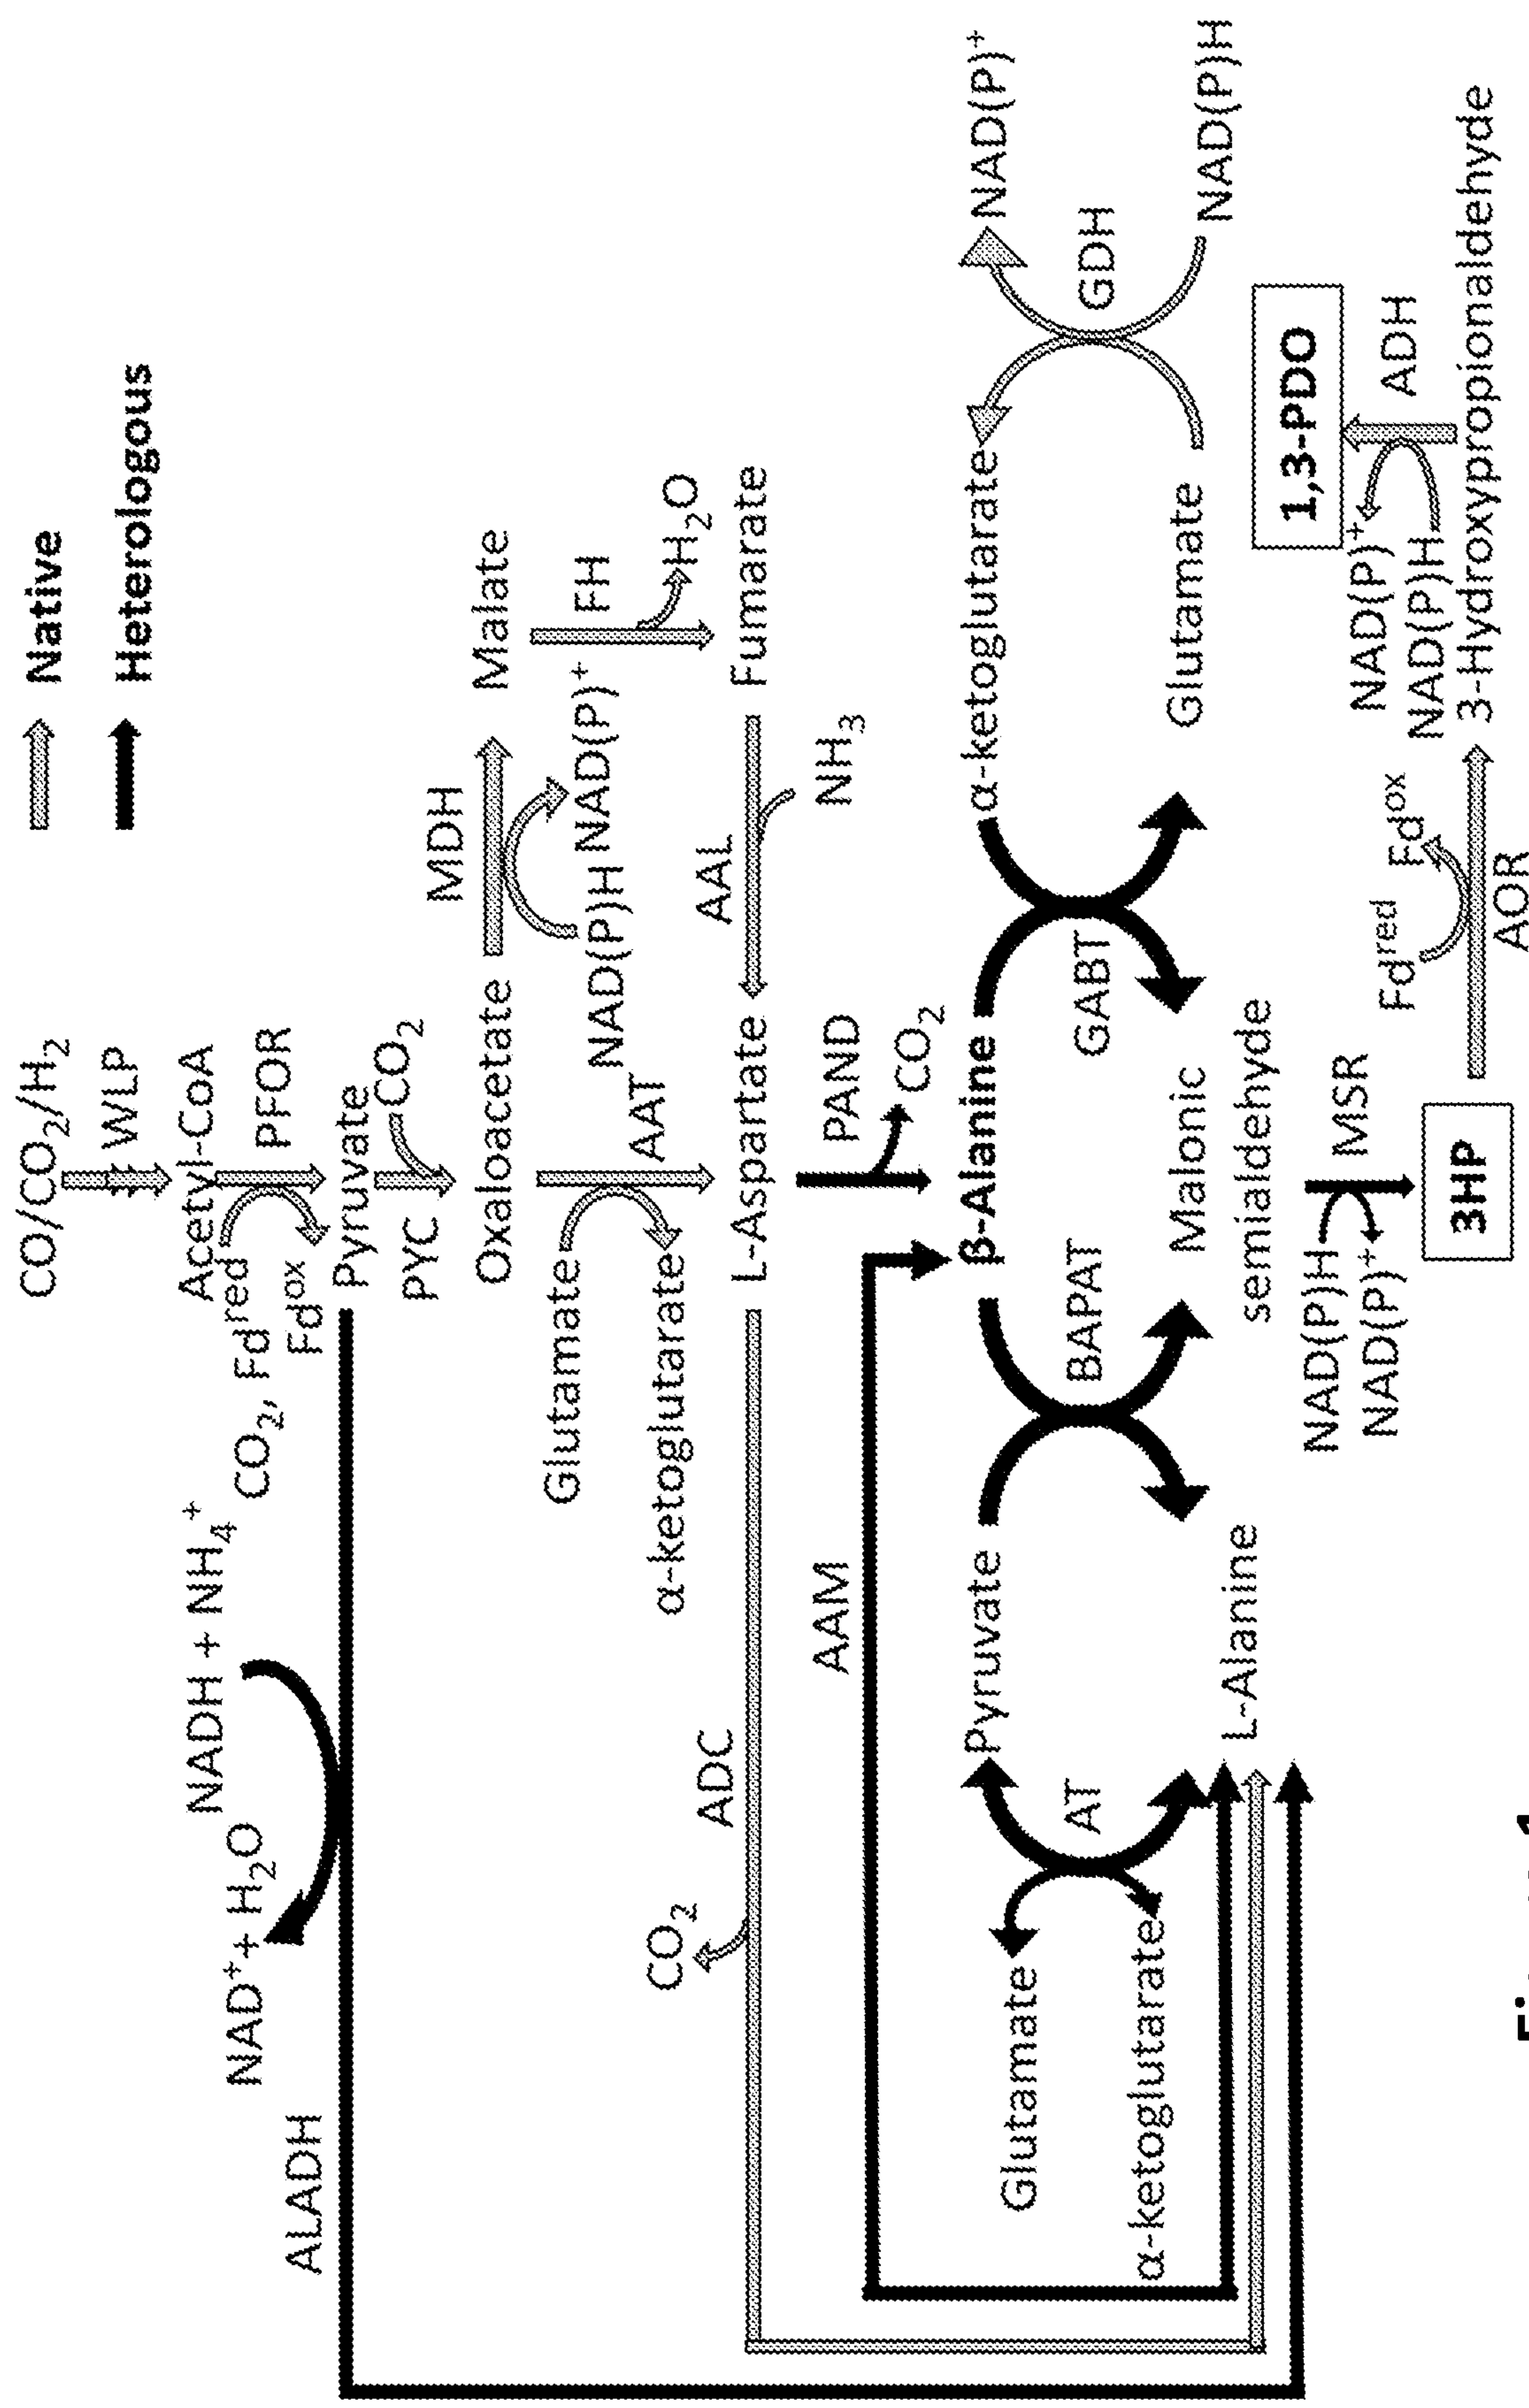 Native
Heterologous
CO/CO2/H2
WLP
Acetyl-CoA
NADH + NH4+
NAD+ + H2O
CO2, Fdred
Fdox
PFOR
ALADH
Pyruvate
PYC
CO2
MDH
Oxaloacetate
Malate
Glutamate
NAD(P)H
NAD(P)+
FH
α-ketoglutarate
AAT
H2O
CO2
ADC
L-Aspartate
AAL
Fumarate
NH3
AAM
PAND
CO2
Pyruvate
β-Alanine
α-ketoglutarate
NAD(P)+
Glutamate
AT
BAPAT
GABT
GDH
α-ketoglutarate
L-Alanine
Malonic
semialdehyde
Glutamate
NAD(P)H
NAD(P)H
NAD(P)+
MSR
1,3-PDO
3HP
Fdred
Fdox
NAD(P)+
NAD(P)H
ADH
AOR
3-Hydroxypropionaldehyde